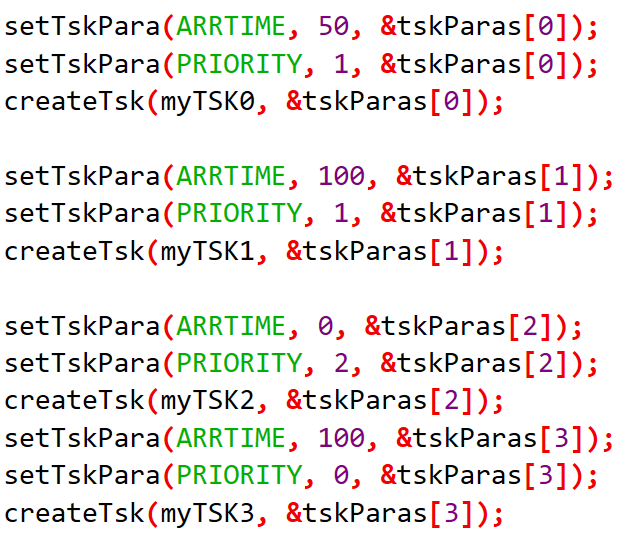 setTskPara(ARRTIME, 50, &tskParas[0]);
setTskPara(PRIORITY, 1, &tskParas[0]);
createTsk(myTSK0, &tskParas[0]);
setTskPara(ARRTIME, 100, &tskParas[1]);
setTskPara(PRIORITY, 1, &tskParas[1]);
createTsk(myTSK1, &tskParas[1]);
setTskPara(ARRTIME, 0, &tskParas[2]);
setTskPara(PRIORITY, 2, &tskParas[2]);
createTsk(myTSK2, &tskParas[2]);
setTskPara(ARRTIME, 100, &tskParas[3]);
setTskPara(PRIORITY, 0, &tskParas[3]);
createTsk(myTSK3, &tskParas[3]);